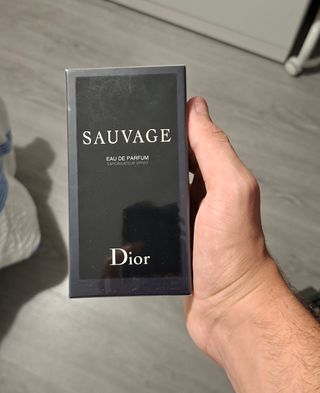 SAUVAGE
EAU DE PARFUM
VAPORISATEUR SPRAY
Dior